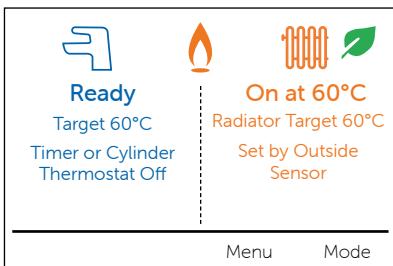 Ready
Target 60°C
Timer or Cylinder
Thermostat Off
On at 60°C
Radiator Target 60°C
Set by Outside
Sensor
Menu
Mode